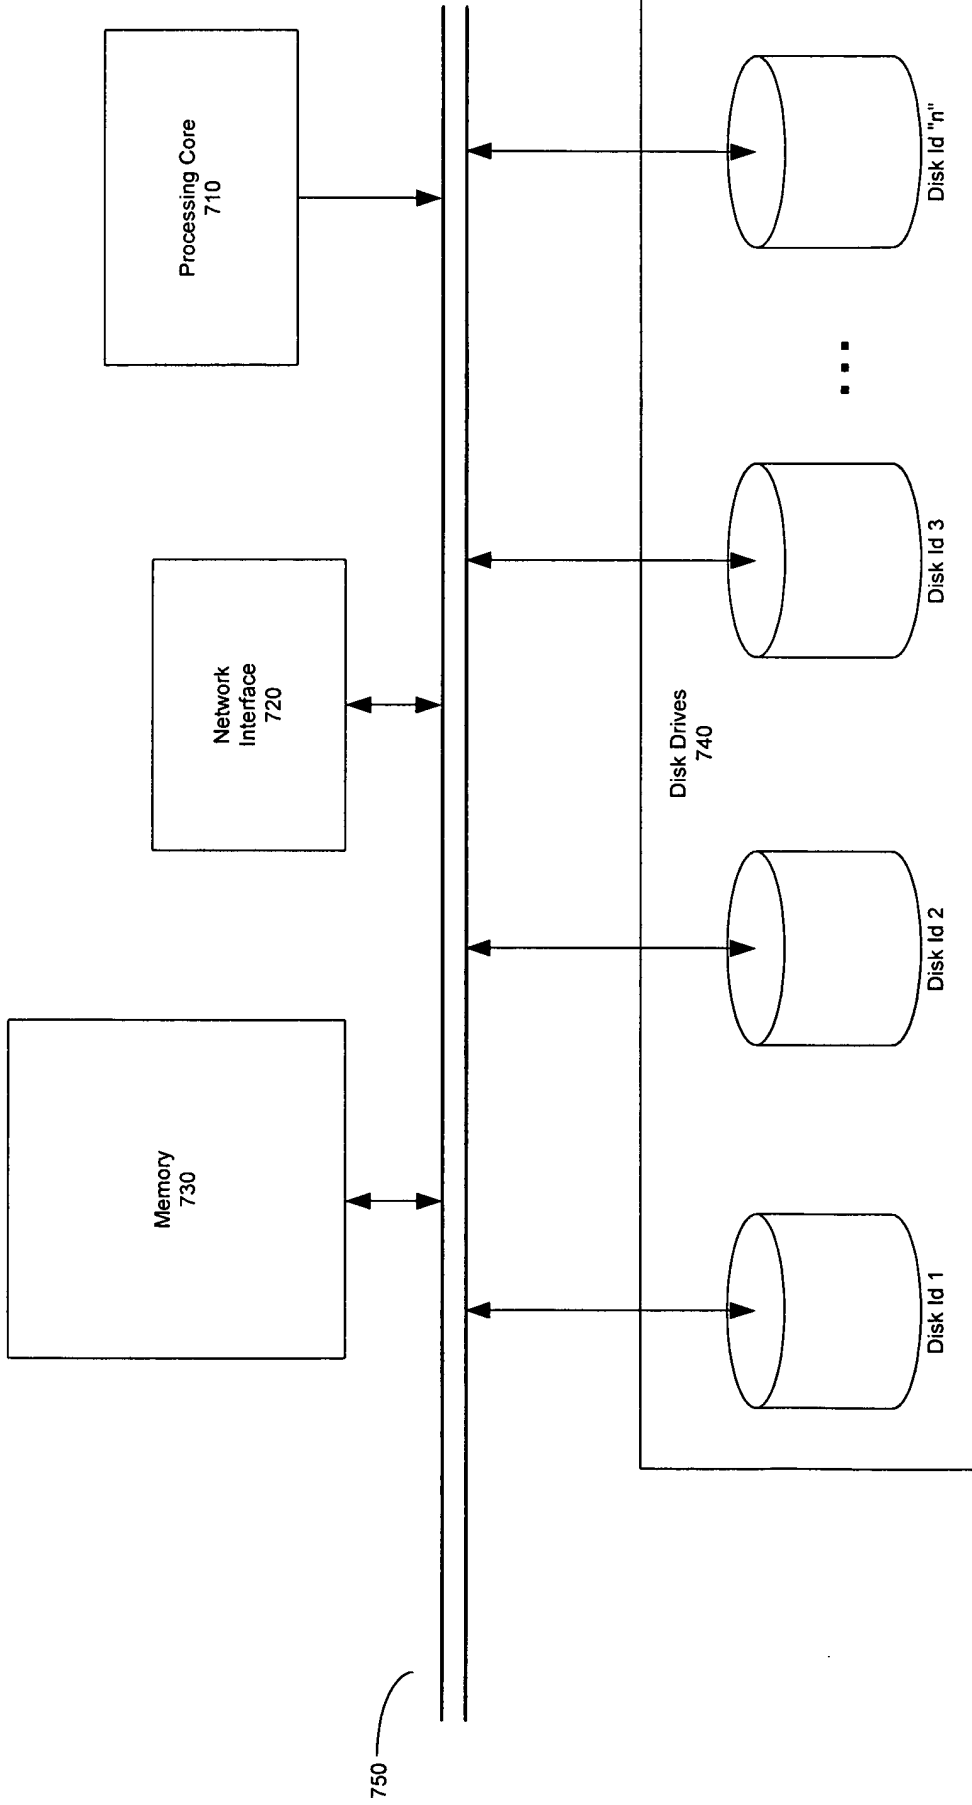 Memory
730
Network
Interface
720
Processing Core
710
750
Disk Drives
740
Disk Id 1
Disk Id 2
Disk Id 3
Disk Id "n"